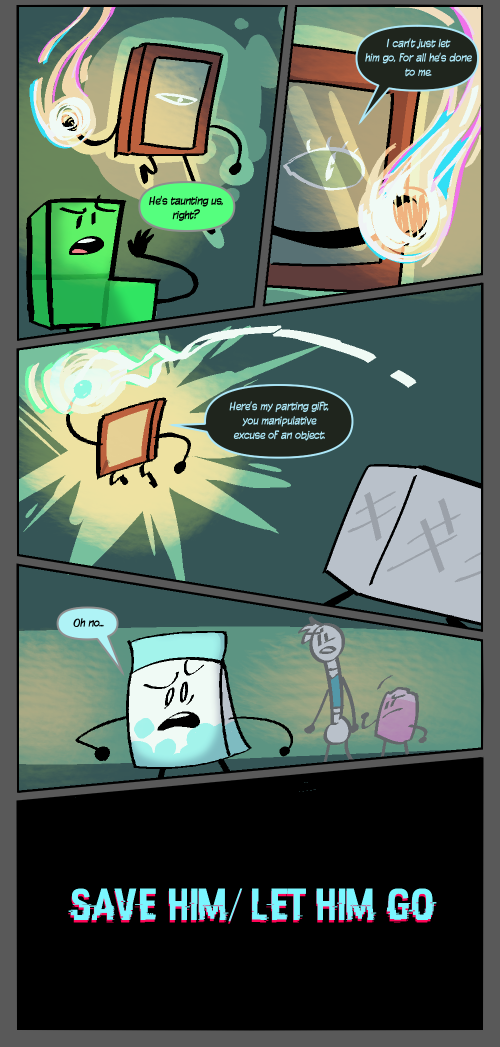 He's taunting us,
right?
I can't just let
him go, For all he's done
to me.
Here's my parting gift,
you manipulative
excuse of an object.
Oh no...
SAVE HIM/ LET HIM GO